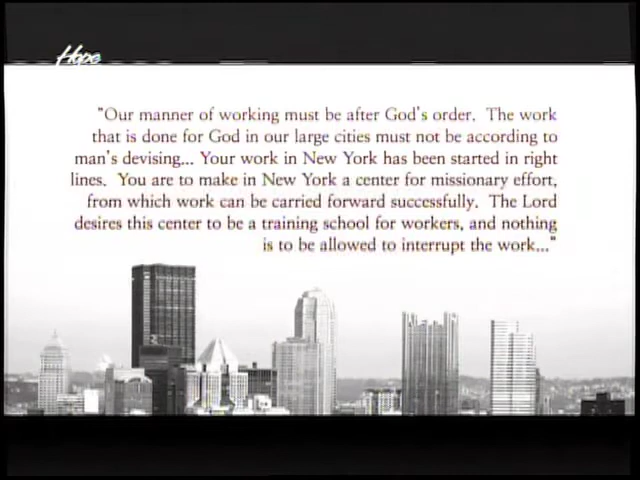 Hope
"Our manner of working must be after God's order. The work
that is done for God in our large cities must not be according to
man's devising... Your work in New York has been started in right
lines. You are to make in New York a center for missionary effort,
from which work can be carried forward successfully. The Lord
desires this center to be a training school for workers, and nothing
is to be allowed to interrupt the work..."